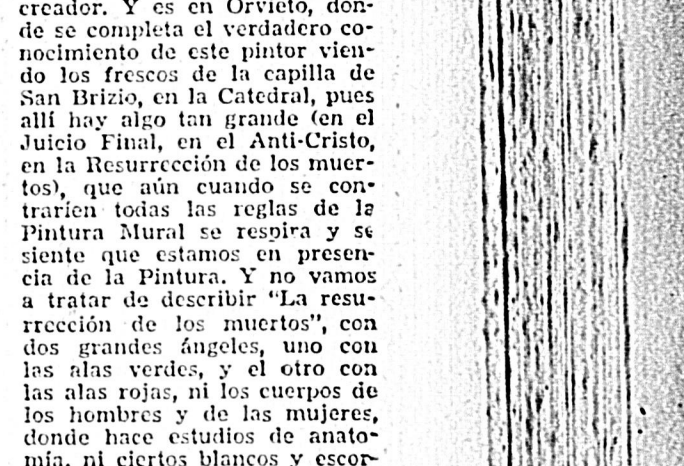 creador. Y es en Orvieto, don-
de se completa el verdadero co-
nocimiento de este pintor vien-
do los frescos de la capilla de
San Brizio, en la Catedral, pues
allí hay algo tan grande (en el
Juicio Final, en el Anti-Cristo,
en la Resurrección de los muer-
tos), que aún cuando se con-
traríen todas las reglas de la
Pintura Mural se respira y se
siente que estamos en presen-
cia de la Pintura. Y no vamos
a tratar de describir "La resu-
rrección de los muertos", con
dos grandes ángeles, uno con
las alas verdes, y el otro con
las alas rojas, ni los cuerpos de
los hombres y de las mujeres,
donde hace estudios de anato-
mía, ni ciertos blancos y escor-